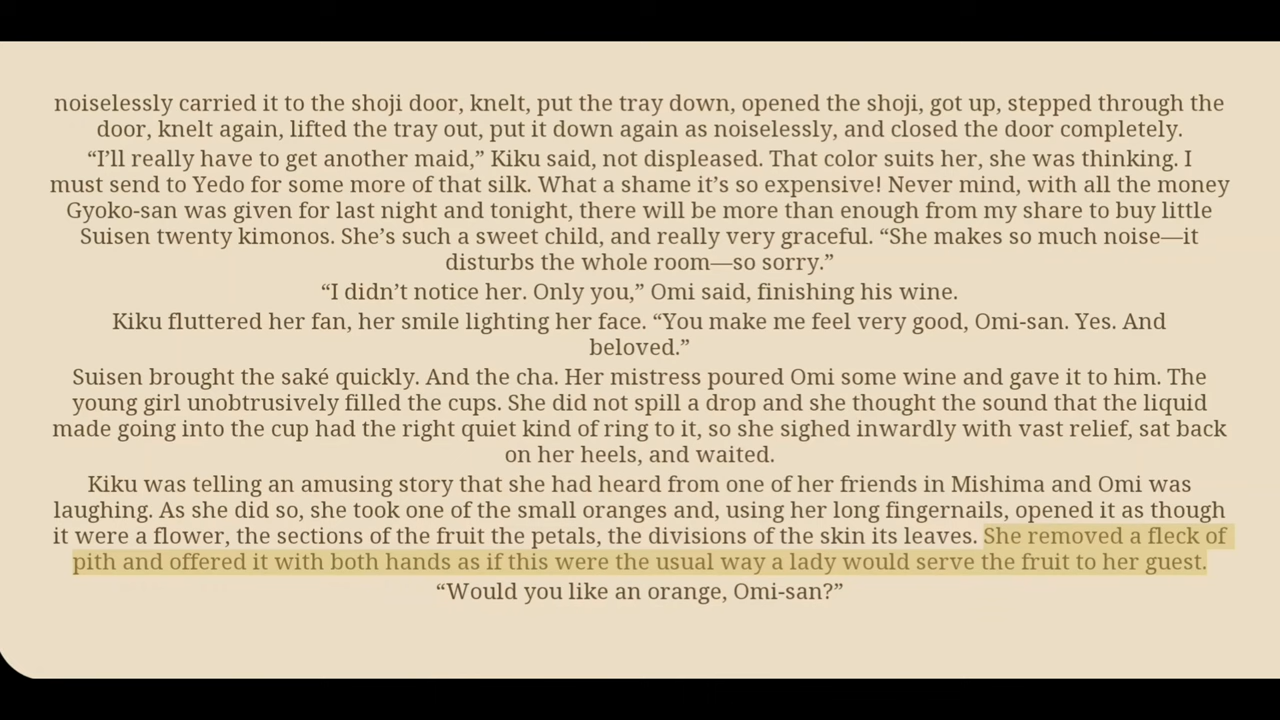 noiselessly carried it to the shoji door, knelt, put the tray down, opened the shoji, got up, stepped through the
door, knelt again, lifted the tray out, put it down again as noiselessly, and closed the door completely.
“I’ll really have to get another maid,” Kiku said, not displeased. That color suits her, she was thinking. I
must send to Yedo for some more of that silk. What a shame it’s so expensive! Never mind, with all the money
Gyoko-san was given for last night and tonight, there will be more than enough from my share to buy little
Suisen twenty kimonos. She’s such a sweet child, and really very graceful. “She makes so much noise—it
disturbs the whole room—so sorry.”
“I didn’t notice her. Only you,” Omi said, finishing his wine.
Kiku fluttered her fan, her smile lighting her face. “You make me feel very good, Omi-san. Yes. And
beloved.”
Suisen brought the saké quickly. And the cha. Her mistress poured Omi some wine and gave it to him. The
young girl unobtrusively filled the cups. She did not spill a drop and she thought the sound that the liquid
made going into the cup had the right quiet kind of ring to it, so she sighed inwardly with vast relief, sat back
on her heels, and waited.
Kiku was telling an amusing story that she had heard from one of her friends in Mishima and Omi was
laughing. As she did so, she took one of the small oranges and, using her long fingernails, opened it as though
it were a flower, the sections of the fruit the petals, the divisions of the skin its leaves. She removed a fleck of
pith and offered it with both hands as if this were the usual way a lady would serve the fruit to her guest.
“Would you like an orange, Omi-san?”